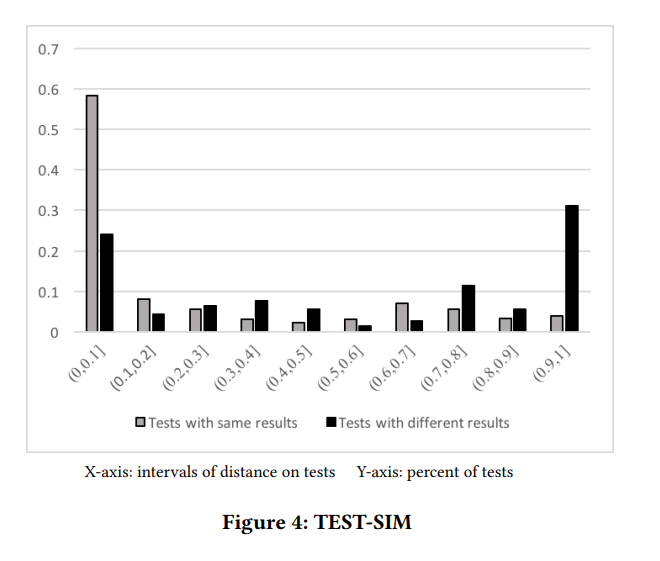 0.7
0.6
0.5
0.4
0.3
0.2
0.1
0
(0,0.1] (0.1,0.2] (0.2,0.3] (0.3,0.4] (0.4,0.5] (0.5,0.6] (0.6,0.7] (0.7,0.8] (0.8,0.9] (0.9,1]
Tests with same results Tests with different results
X-axis: intervals of distance on tests Y-axis: percent of tests
Figure 4: TEST-SIM